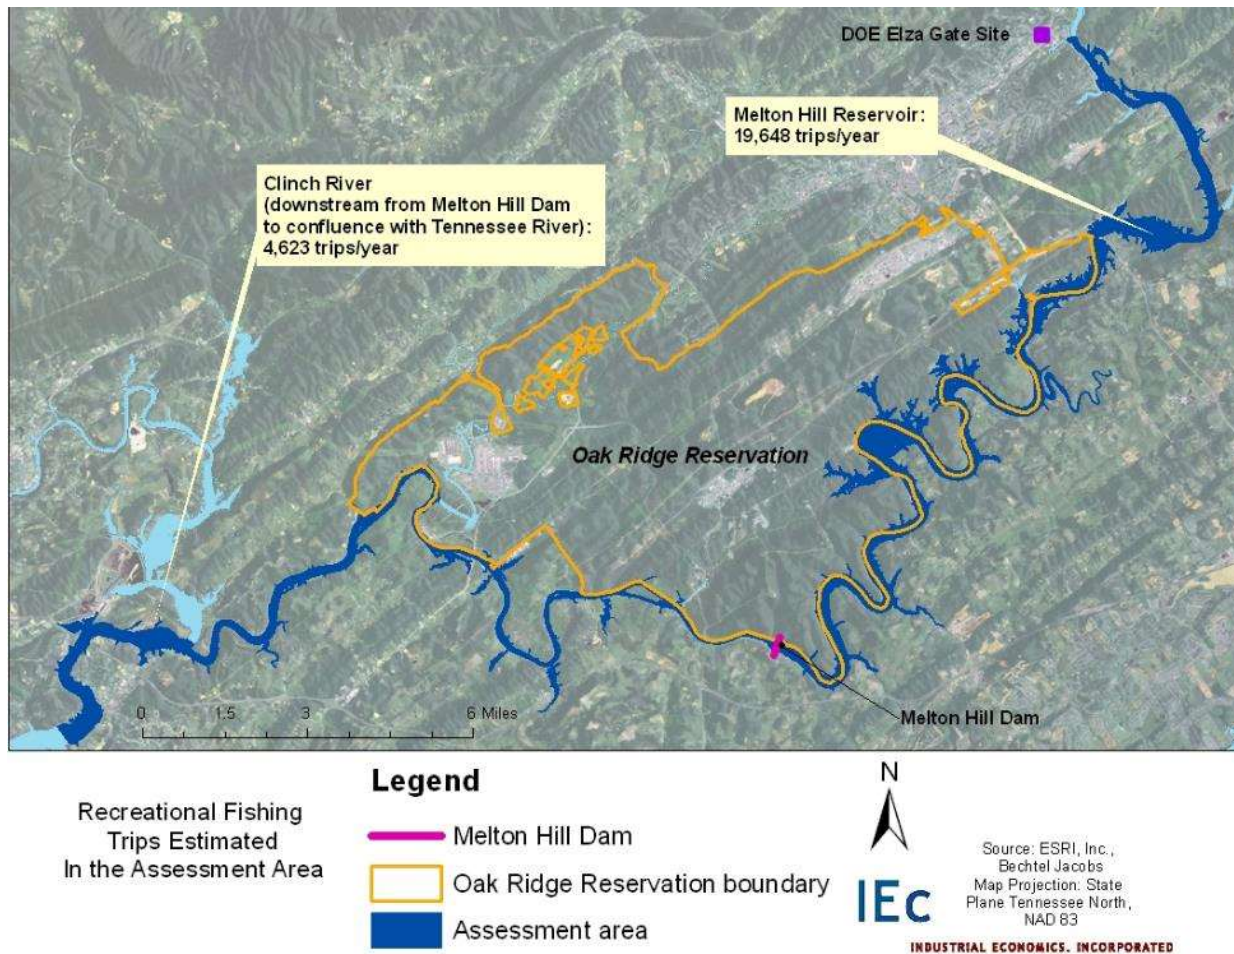 DOE Elza Gate Site
Melton Hill Reservoir:
19,648 trips/year
Clinch River
(downstream from Melton Hill Dam
to confluence with Tennessee River):
4,623 trips/year
Oak Ridge Reservation
Melton Hill Dam
0 1.5 3 6 Miles
Recreational Fishing
Trips Estimated
In the Assessment Area
Legend
Melton Hill Dam
Oak Ridge Reservation boundary
Assessment area
N
Source: ESRI, Inc.,
Bechtel Jacobs
Map Projection: State
Plane Tennessee North,
NAD 83
IEc
INDUSTRIAL ECONOMICS, INCORPORATED